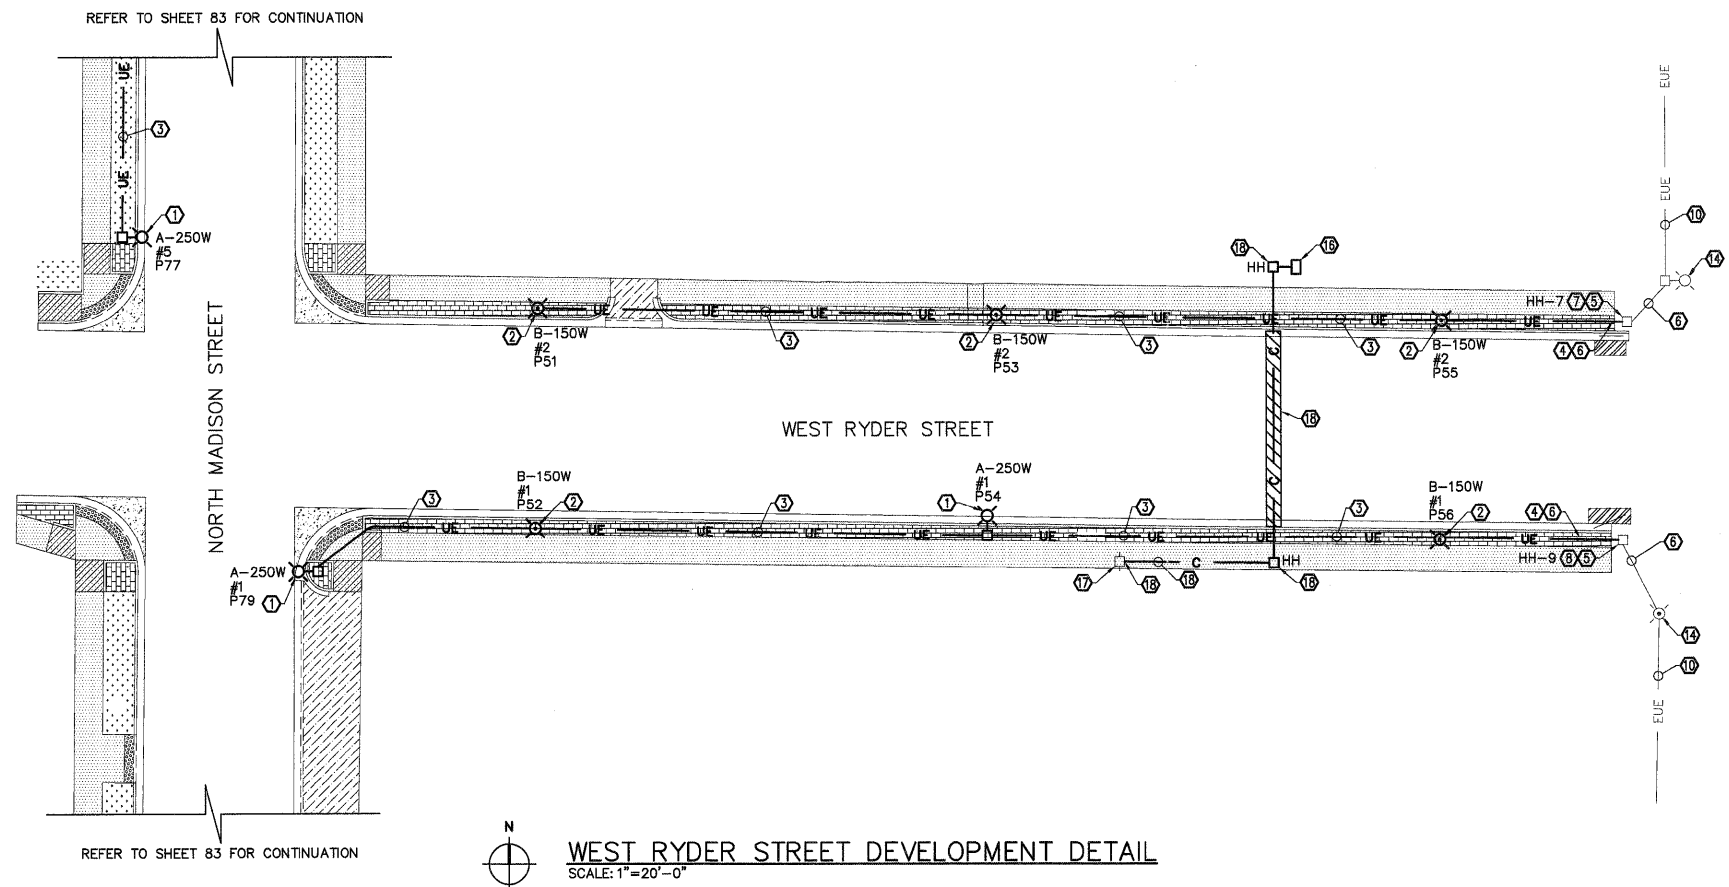 REFER TO SHEET 83 FOR CONTINUATION
UE
3
UE
1
A-250W
#5
P77
NORTH MADISON STREET
EUE
EUE
10
14
18
HH
16
HH-7 7 5
6
UE UE UE UE UE UE UE UE UE
2
B-150W
#2
P51
3
2
B-150W
#2
P53
3
3
2
B-150W
#2
P55
4 6
C
18
C
WEST RYDER STREET
3
B-150W
#1
P52
2
3
A-250W
#1
P54
1
3
3
B-150W
#1
P56
2
4 6
6
UE UE UE UE UE UE UE UE UE UE
HH-9 8 5
A-250W
#1
P79 1
17
18
18
C
HH
18
14
10
EUE
REFER TO SHEET 83 FOR CONTINUATION
N
WEST RYDER STREET DEVELOPMENT DETAIL
SCALE: 1"=20'-0"